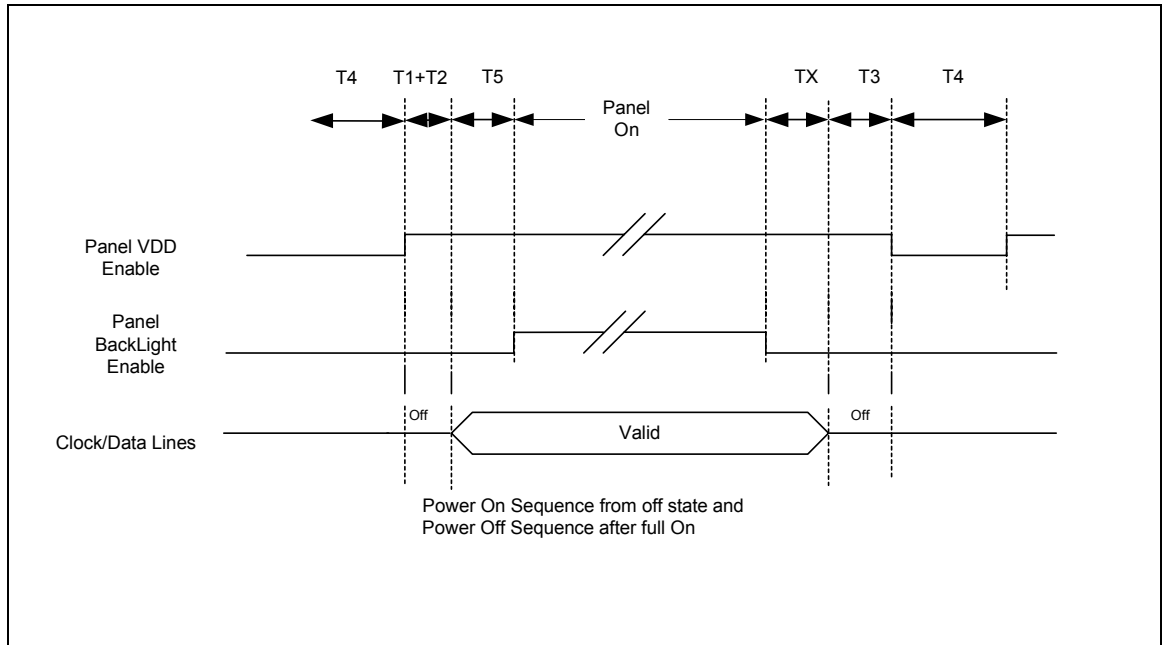 T4 T1+T2 T5 TX T3 T4
Panel
On
Panel VDD
Enable
Panel
BackLight
Enable
Off Off
Clock/Data Lines Valid
Power On Sequence from off state and
Power Off Sequence after full On